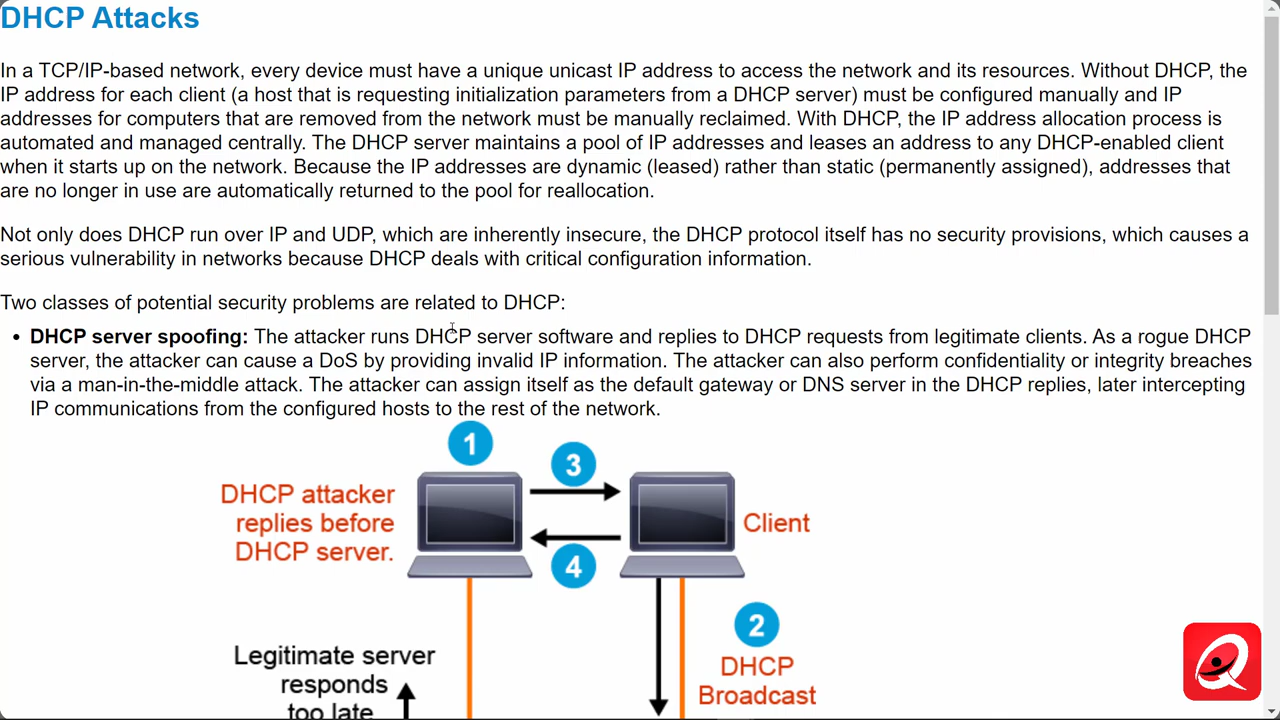 DHCP Attacks
In a TCP/IP-based network, every device must have a unique unicast IP address to access the network and its resources. Without DHCP, the
IP address for each client (a host that is requesting initialization parameters from a DHCP server) must be configured manually and IP
addresses for computers that are removed from the network must be manually reclaimed. With DHCP, the IP address allocation process is
automated and managed centrally. The DHCP server maintains a pool of IP addresses and leases an address to any DHCP-enabled client
when it starts up on the network. Because the IP addresses are dynamic (leased) rather than static (permanently assigned), addresses that
are no longer in use are automatically returned to the pool for reallocation.
Not only does DHCP run over IP and UDP, which are inherently insecure, the DHCP protocol itself has no security provisions, which causes a
serious vulnerability in networks because DHCP deals with critical configuration information.
Two classes of potential security problems are related to DHCP:
• DHCP server spoofing: The attacker runs DHCP server software and replies to DHCP requests from legitimate clients. As a rogue DHCP
server, the attacker can cause a DoS by providing invalid IP information. The attacker can also perform confidentiality or integrity breaches
via a man-in-the-middle attack. The attacker can assign itself as the default gateway or DNS server in the DHCP replies, later intercepting
IP communications from the configured hosts to the rest of the network.
1
3
DHCP attacker
replies before
DHCP server.
Client
4
2
DHCP
Broadcast
Legitimate server
responds
too late